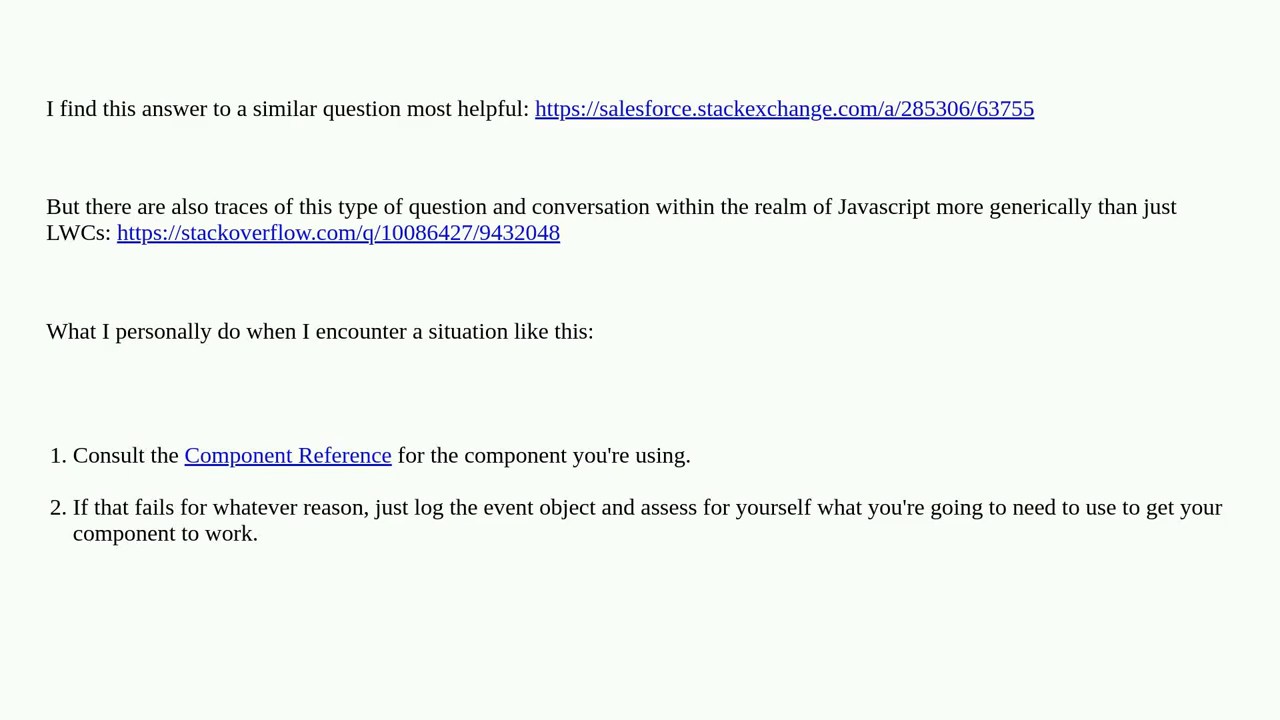 I find this answer to a similar question most helpful: https://salesforce.stackexchange.com/a/285306/63755
But there are also traces of this type of question and conversation within the realm of Javascript more generically than just
LWCs: https://stackoverflow.com/q/10086427/9432048
What I personally do when I encounter a situation like this:
1. Consult the Component Reference for the component you're using.
2. If that fails for whatever reason, just log the event object and assess for yourself what you're going to need to use to get your
component to work.